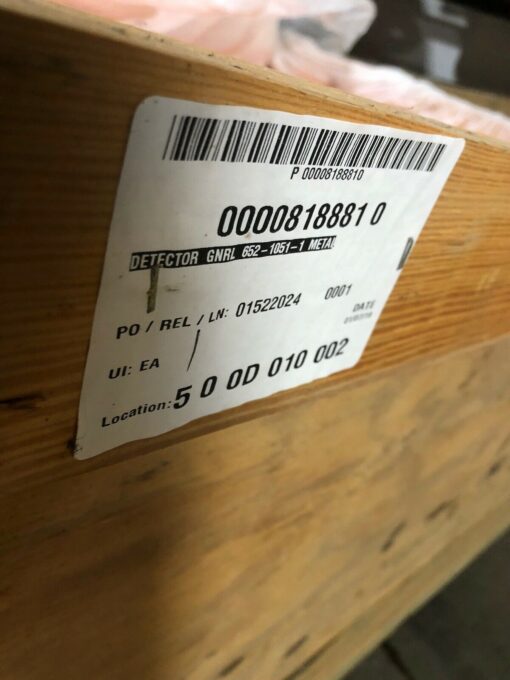 P 00008188810
00008188810
DETECTOR GNRL 652-1051-1 METAL
D
PO / REL / LN: 01522024 0001
DATE
UI: EA
Location: 5 0 0D 010 002